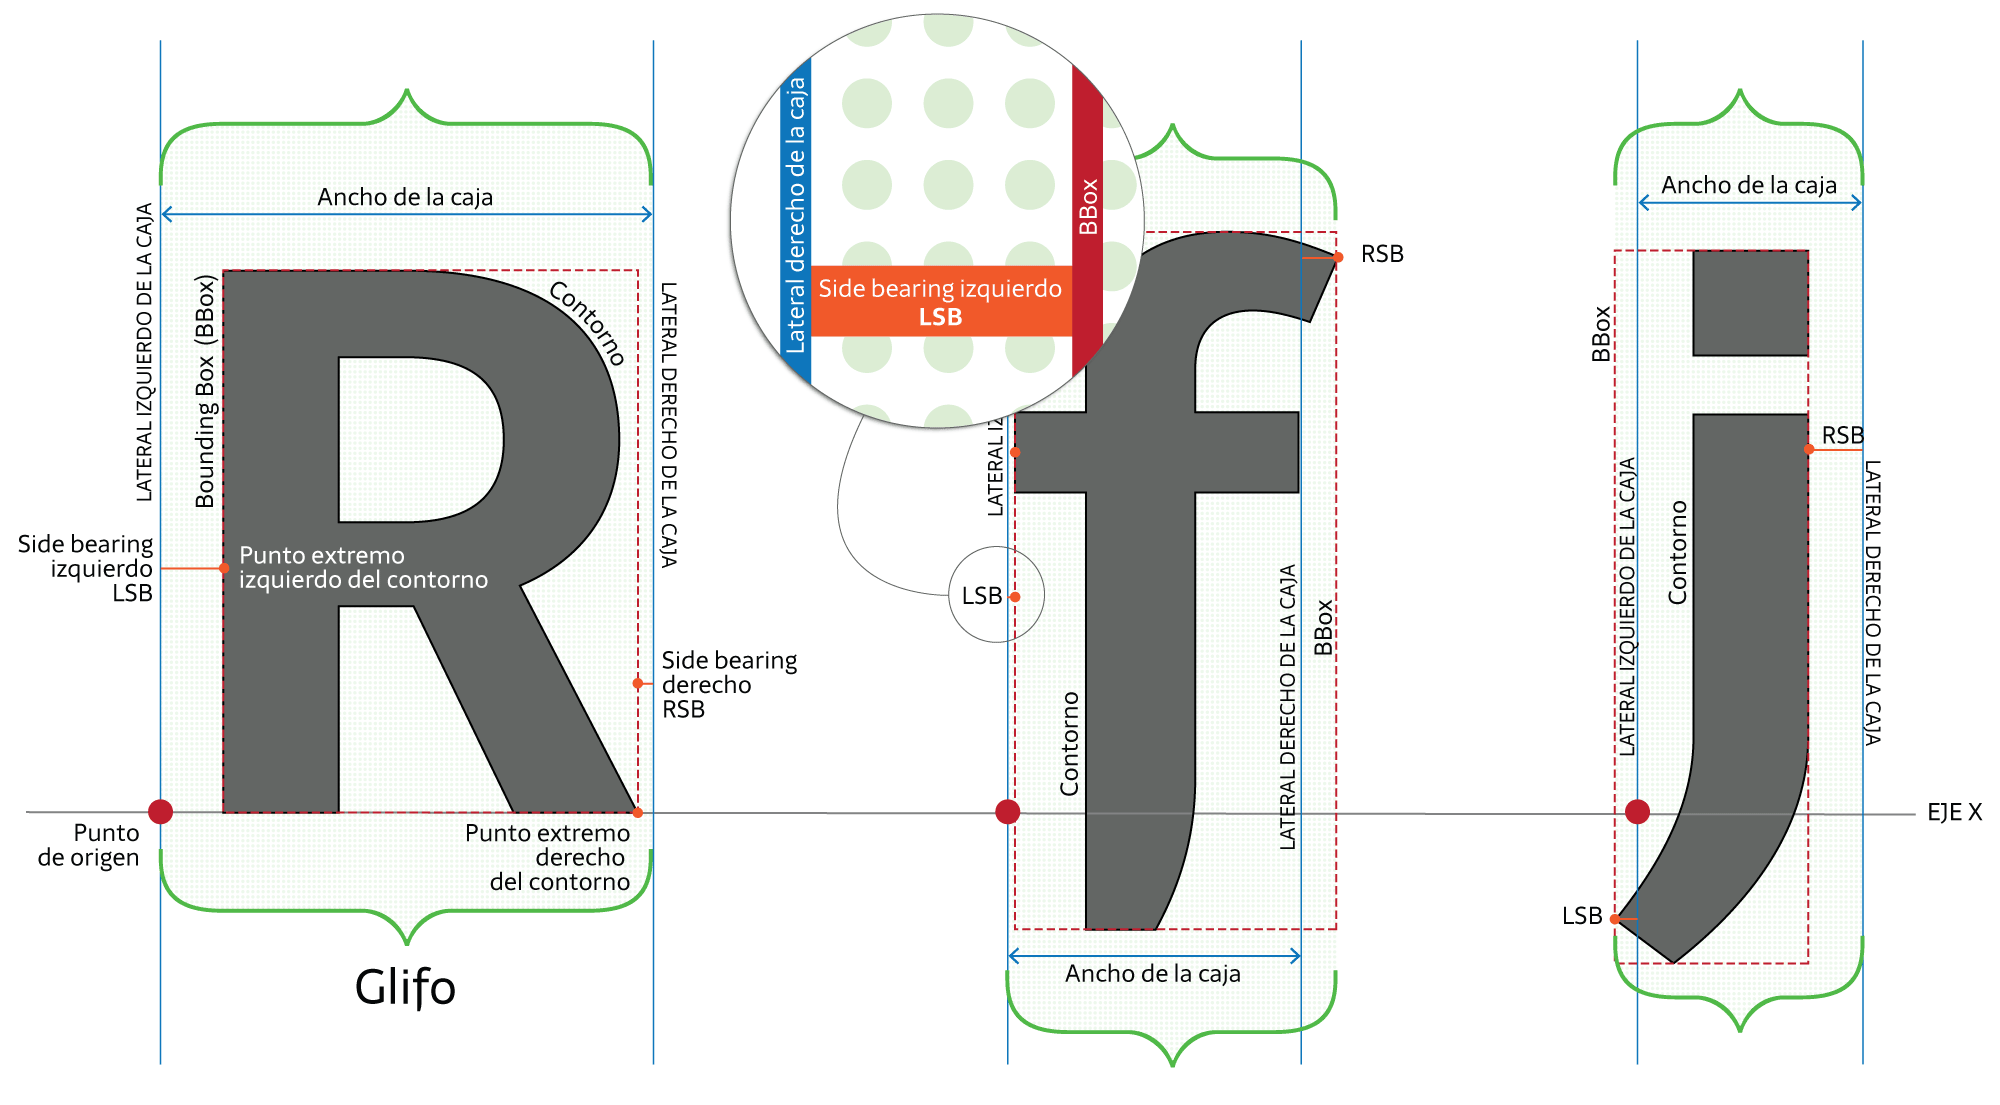 Ancho de la caja
LATERAL IZQUIERDO DE LA CAJA
Bounding Box (BBox)
Contorno
LATERAL DERECHO DE LA CAJA
Side bearing
izquierdo
LSB
Punto extremo
izquierdo del contorno
Side bearing
derecho
RSB
Punto
de origen
Punto extremo
derecho
del contorno
Glifo
Lateral derecho de la caja
Side bearing izquierdo
LSB
BBox
RSB
LATERAL IZ
LSB
Contorno
LATERAL DERECHO DE LA CAJA
BBox
Ancho de la caja
Ancho de la caja
BBox
RSB
LATERAL IZQUIERDO DE LA CAJA
Contorno
LATERAL DERECHO DE LA CAJA
LSB
EJE X